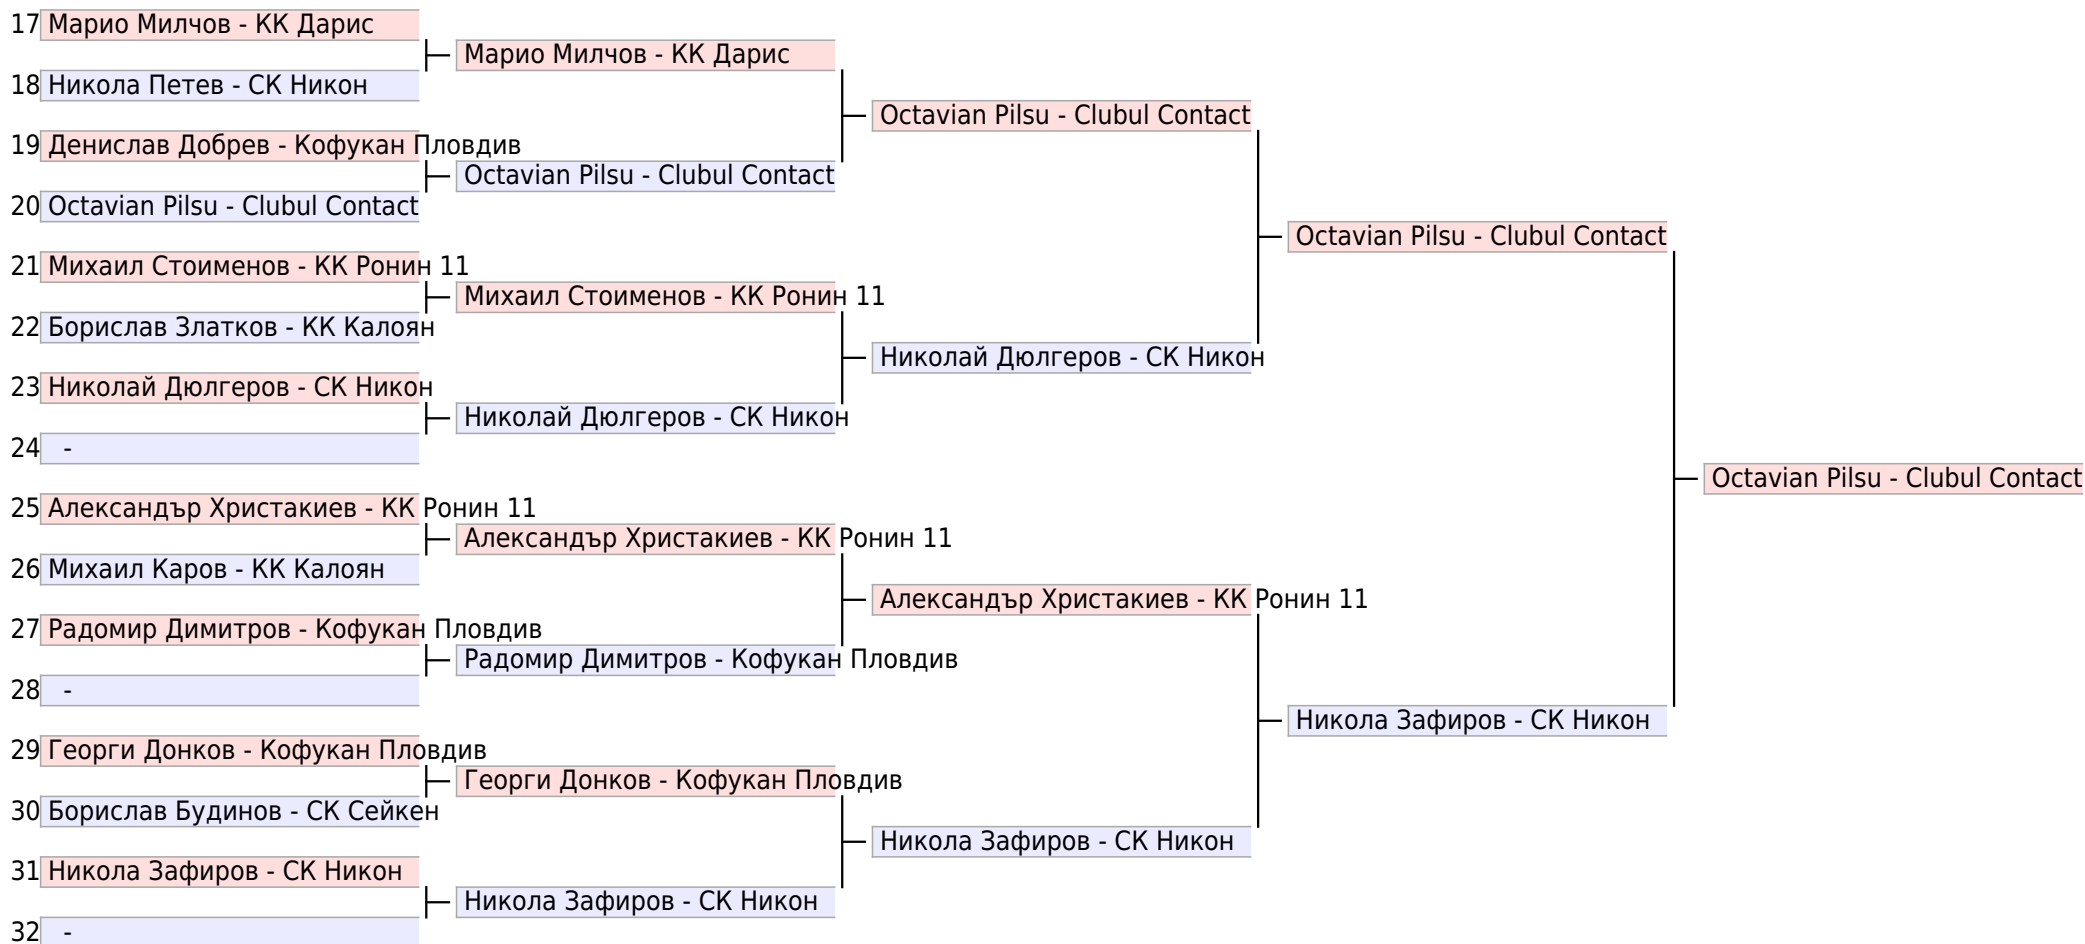 17 Марио Милчов - КК Дарис
Марио Милчов - КК Дарис
18 Никола Петев - СК Никон
Octavian Pilsu - Clubul Contact
19 Денислав Добрев - Кофукан Пловдив
Octavian Pilsu - Clubul Contact
20 Octavian Pilsu - Clubul Contact
Octavian Pilsu - Clubul Contact
21 Михаил Стоименов - КК Ронин 11
Михаил Стоименов - КК Ронин 11
22 Борислав Златков - КК Калоян
Николай Дюлгеров - СК Никон
23 Николай Дюлгеров - СК Никон
Николай Дюлгеров - СК Никон
24 -
Octavian Pilsu - Clubul Contact
25 Александър Христакиев - КК Ронин 11
Александър Христакиев - КК Ронин 11
26 Михаил Каров - КК Калоян
Александър Христакиев - КК Ронин 11
27 Радомир Димитров - Кофукан Пловдив
Радомир Димитров - Кофукан Пловдив
28 -
Никола Зафиров - СК Никон
29 Георги Донков - Кофукан Пловдив
Георги Донков - Кофукан Пловдив
30 Борислав Будинов - СК Сейкен
Никола Зафиров - СК Никон
31 Никола Зафиров - СК Никон
Никола Зафиров - СК Никон
32 -